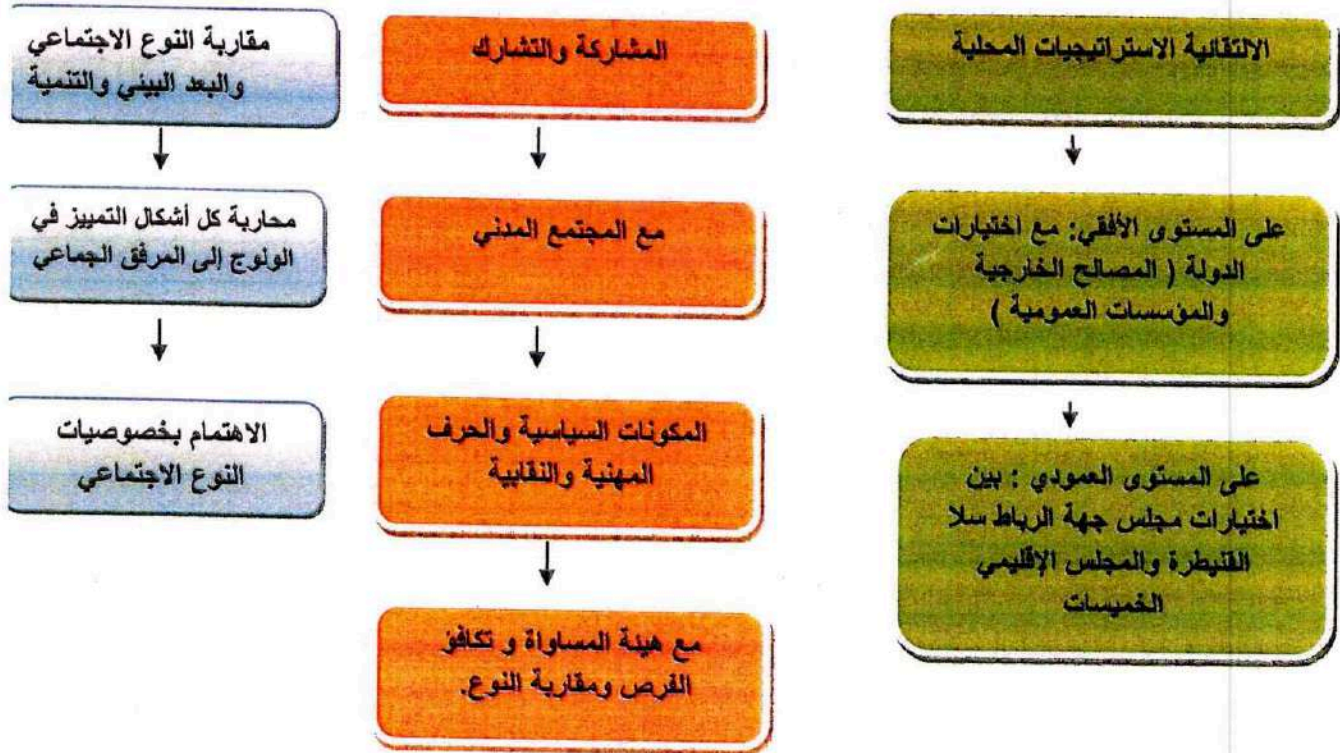 الالتقائية الاستراتيجيات المحلية
على المستوى الأفقي: مع اختيارات
الدولة ( المصالح الخارجية
والمؤسسات العمومية )
على المستوى العمودي : بين
اختيارات مجلس جهة الرباط سلا
القنيطرة والمجلس الإقليمي
الخميسات
المشاركة والتشارك
مع المجتمع المدني
المكونات السياسية والحرف
المهنية والنقابية
مع هيئة المساواة و تكافؤ
الفرص ومقاربة النوع.
مقاربة النوع الاجتماعي
والبعد البيئي والتنمية
محاربة كل أشكال التمييز في
الولوج إلى المرفق الجماعي
الاهتمام بخصوصيات
النوع الاجتماعي